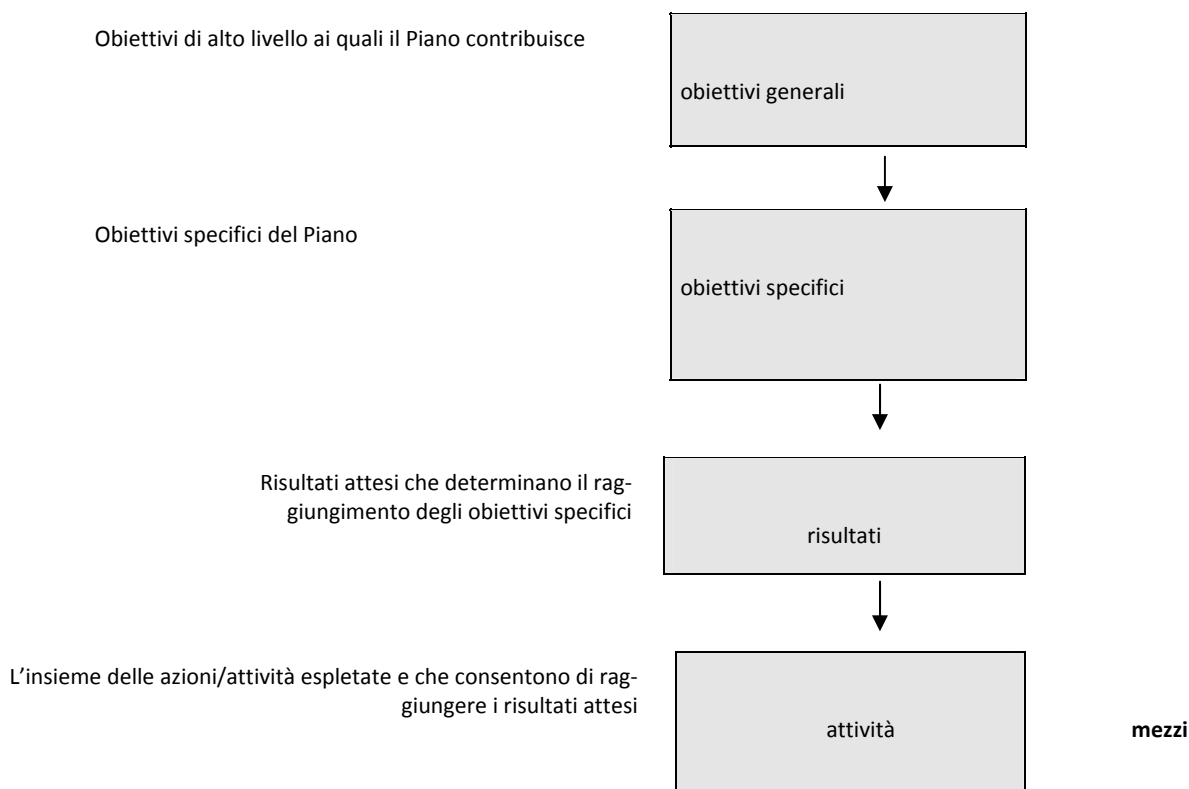 Obiettivi di alto livello ai quali il Piano contribuisce
obiettivi generali
Obiettivi specifici del Piano
obiettivi specifici
Risultati attesi che determinano il rag-
giungimento degli obiettivi specifici
risultati
L’insieme delle azioni/attività espletate e che consentono di rag-
giungere i risultati attesi
attività
mezzi